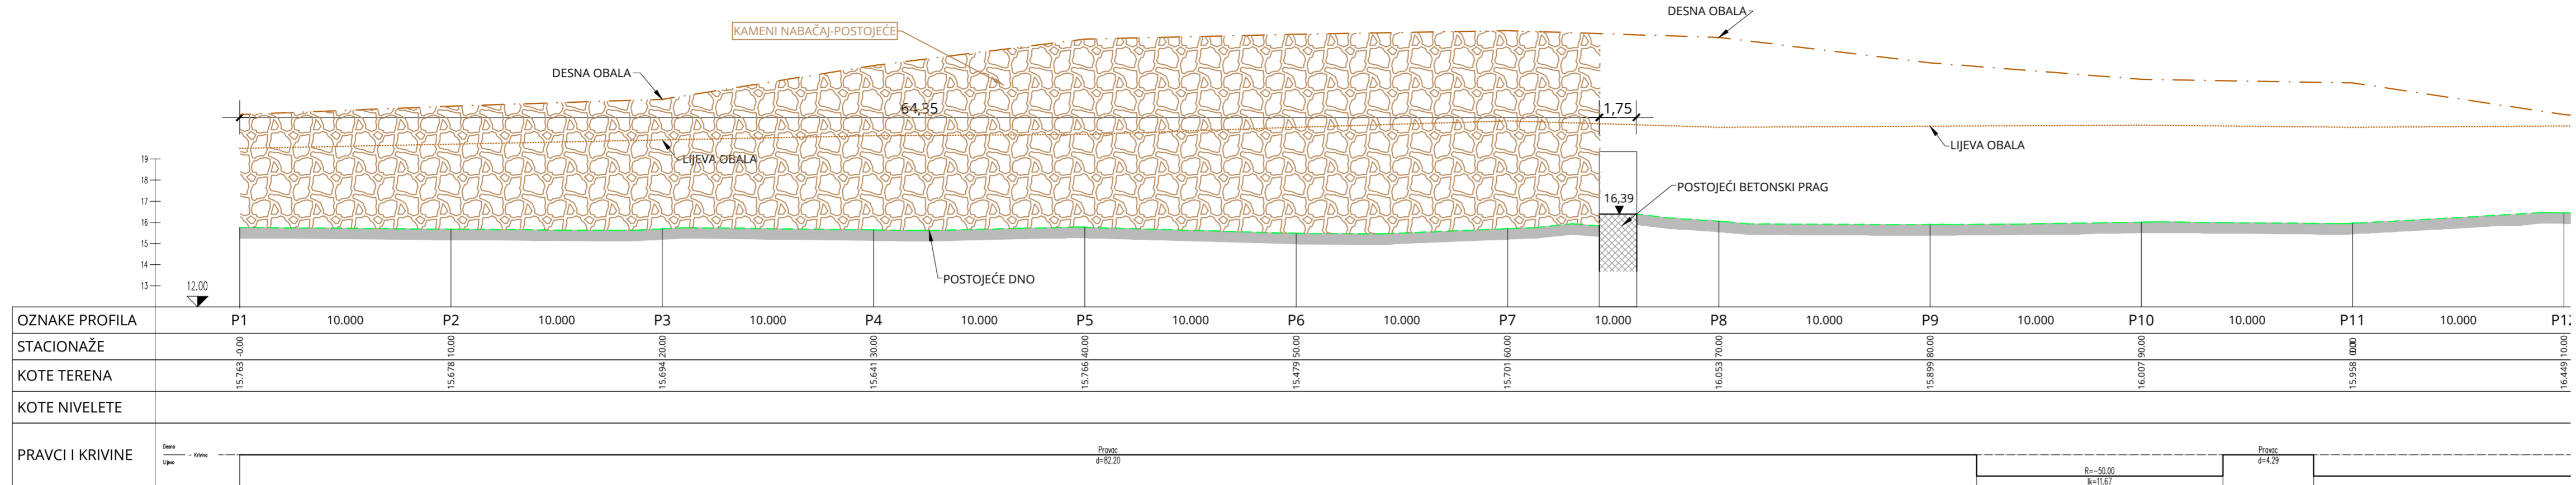 DESNA OBALA
KAMENI NABAČAJ-POSTOJEĆE
DESNA OBALA
64,35
1,75
LIJEVA OBALA
LIJEVA OBALA
19
18
17
16
15
14
13
12.00
16,39
POSTOJEĆI BETONSKI PRAG
POSTOJEĆE DNO
OZNAKE PROFILA P1 10.000 P2 10.000 P3 10.000 P4 10.000 P5 10.000 P6 10.000 P7 10.000 P8 10.000 P9 10.000 P10 10.000 P11 10.000 P12
STACIONAŽE -0.00 10.00 20.00 30.00 40.00 50.00 60.00 70.00 80.00 90.00 10.00
KOTE TERENA 15.763 15.678 15.694 15.641 15.766 15.479 15.701 16.053 15.899 16.007 15.958 16.449
KOTE NIVELETE
PRAVCI I KRIVINE
Desno
Lijevo
- Krivina
Pravac
d=82.20
R=-50.00
lk=11.67
Pravac
d=4.29